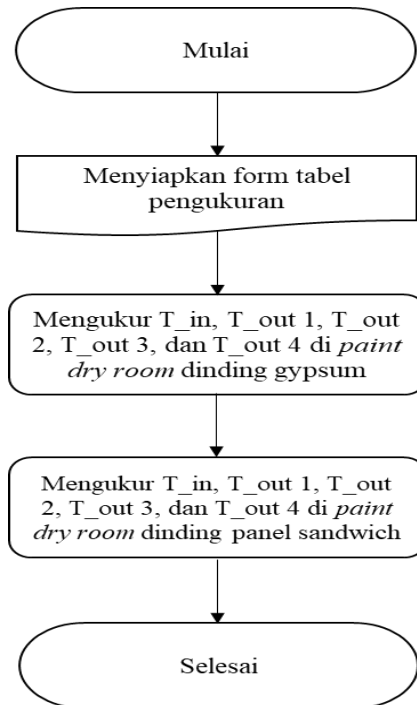 Mulai
Menyiapkan form tabel
pengukuran
Mengukur T_in, T_out 1, T_out
2, T_out 3, dan T_out 4 di paint
dry room dinding gypsum
Mengukur T_in, T_out 1, T_out
2, T_out 3, dan T_out 4 di paint
dry room dinding panel sandwich
Selesai